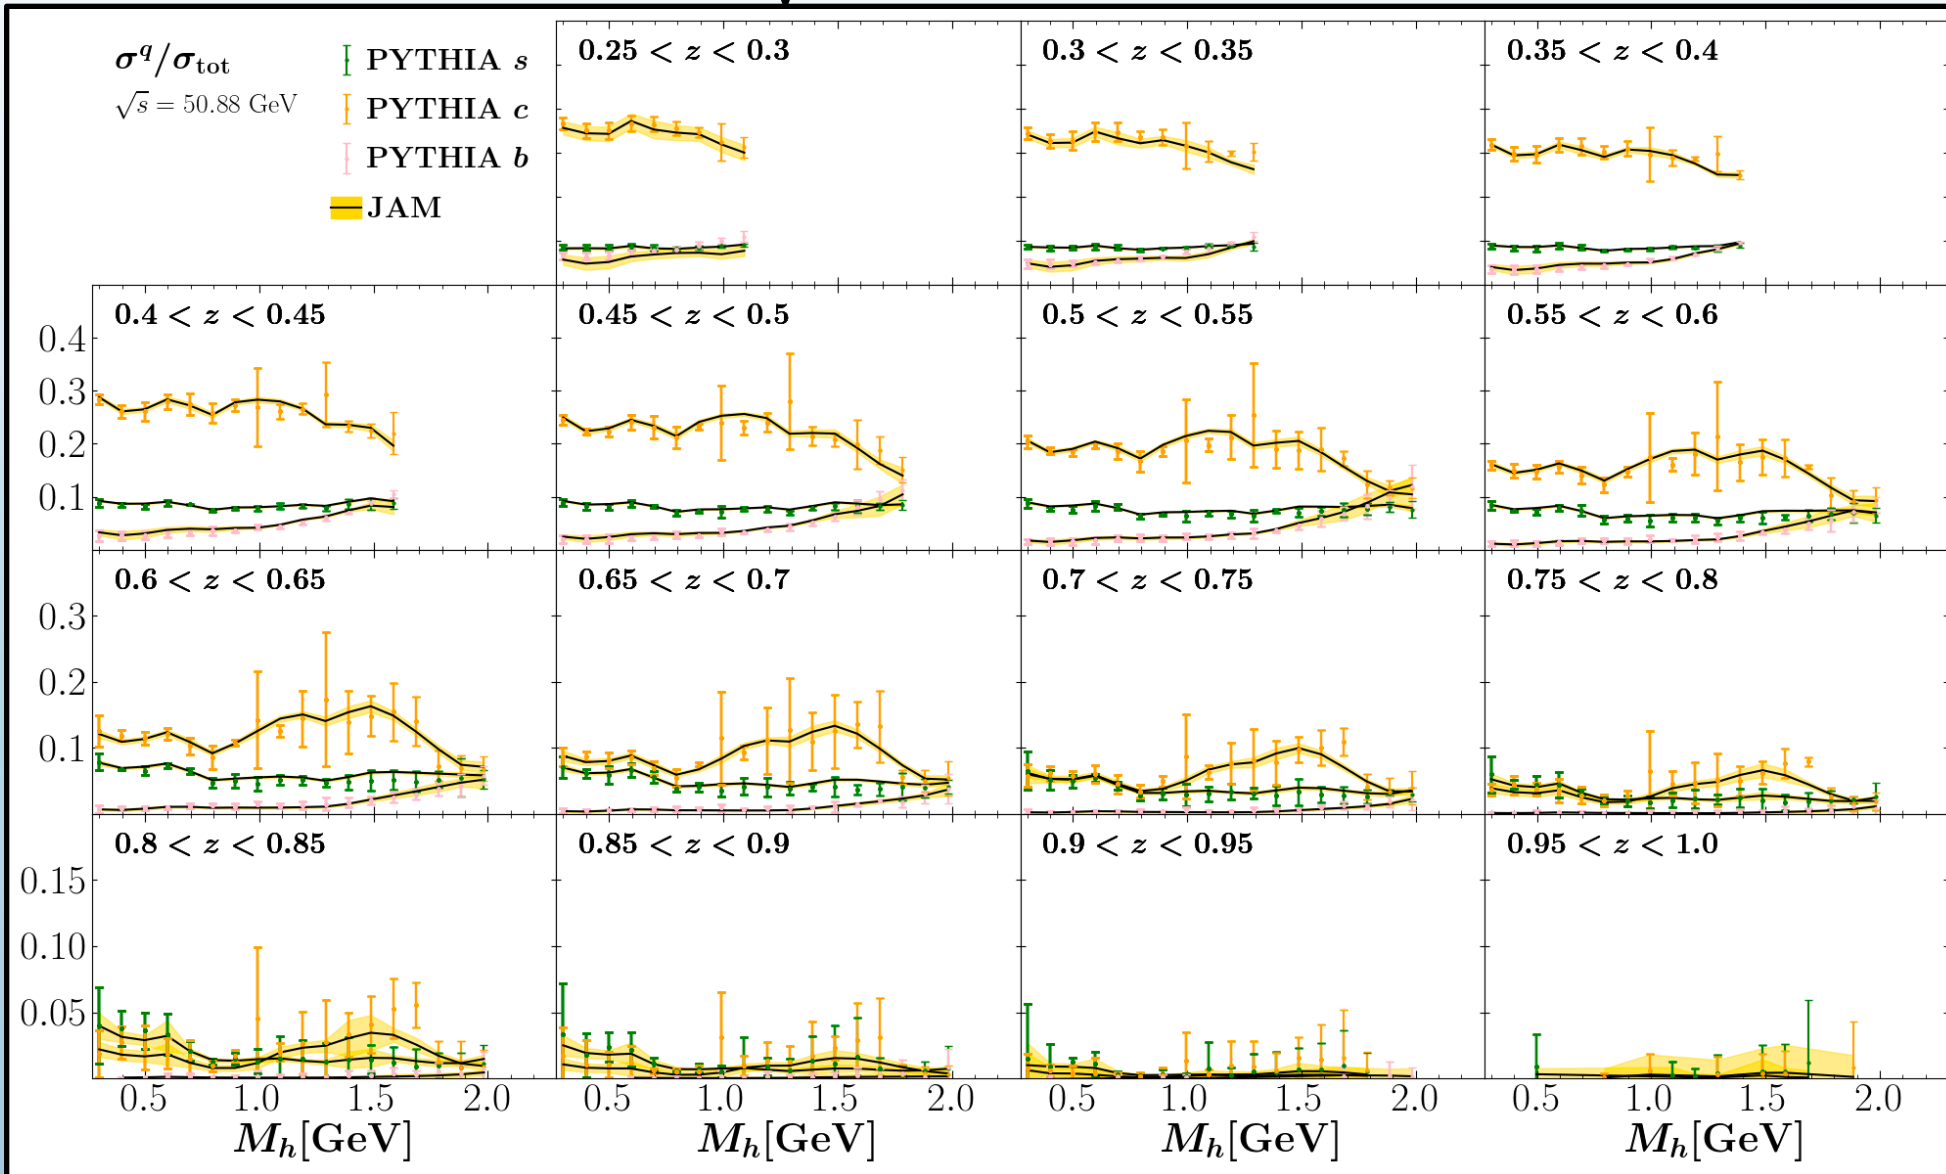 σ^q/σ_tot
√s = 50.88 GeV
PYTHIA s
PYTHIA c
PYTHIA b
JAM
0.25 < z < 0.3
0.3 < z < 0.35
0.35 < z < 0.4
0.4 < z < 0.45
0.45 < z < 0.5
0.5 < z < 0.55
0.55 < z < 0.6
0.4
0.3
0.2
0.1
0.6 < z < 0.65
0.65 < z < 0.7
0.7 < z < 0.75
0.75 < z < 0.8
0.3
0.2
0.1
0.8 < z < 0.85
0.85 < z < 0.9
0.9 < z < 0.95
0.95 < z < 1.0
0.15
0.10
0.05
0.5 1.0 1.5 2.0 0.5 1.0 1.5 2.0 0.5 1.0 1.5 2.0 0.5 1.0 1.5 2.0
M_h[GeV] M_h[GeV] M_h[GeV] M_h[GeV]